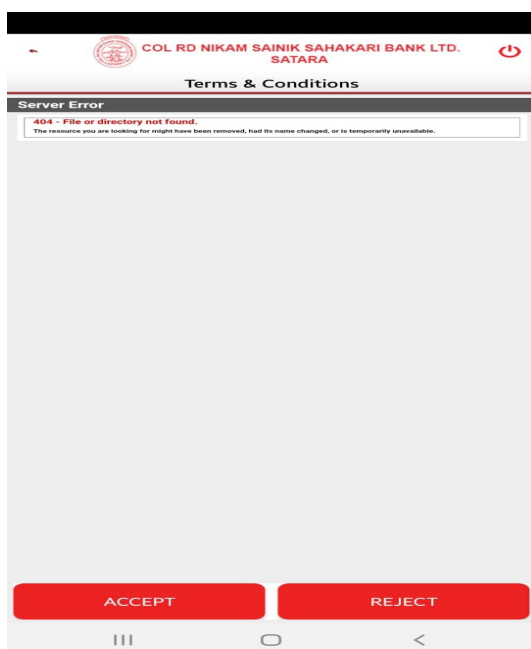 COL RD NIKAM SAINIK SAHAKARI BANK LTD.
SATARA
Terms & Conditions
Server Error
404 - File or directory not found.
The resource you are looking for might have been removed, had its name changed, or is temporarily unavailable.
ACCEPT
REJECT